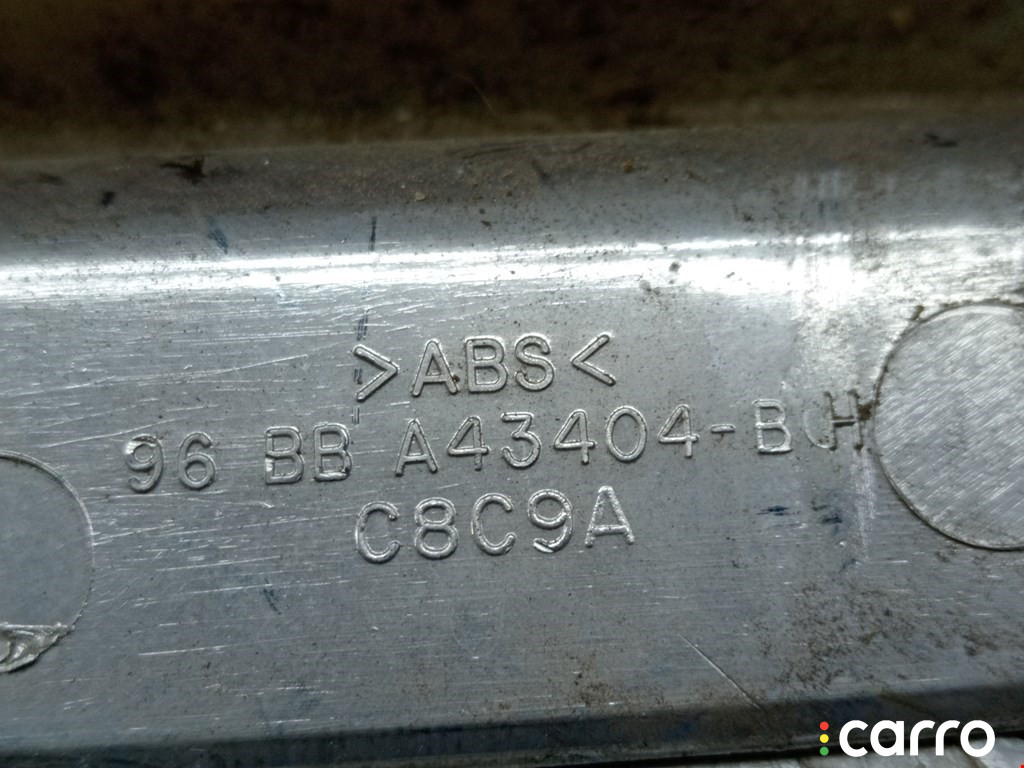 >ABS<
96 BB A43404-B H
C8C9A
carro